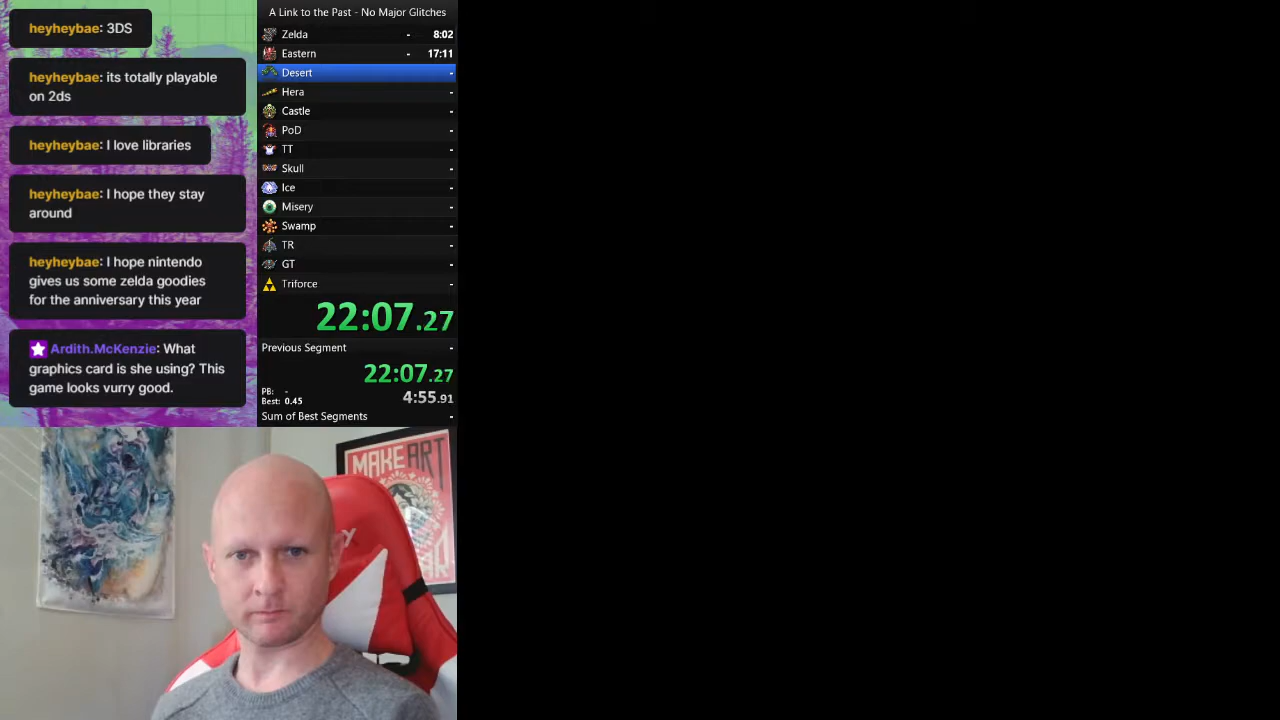 heyheybae: 3DS
heyheybae: its totally playable
on 2ds
heyheybae: I love libraries
heyheybae: I hope they stay
around
heyheybae: I hope nintendo
gives us some zelda goodies
for the anniversary this year
Ardith.McKenzie: What
graphics card is she using? This
game looks vurry good.
A Link to the Past - No Major Glitches
Zelda - 8:02
Eastern - 17:11
Desert -
Hera -
Castle -
PoD -
TT -
Skull -
Ice -
Misery -
Swamp -
TR -
GT -
Triforce -
22:07.27
Previous Segment -
22:07.27
PB: -
Best: 0.45 4:55.91
Sum of Best Segments -
MAKE ART